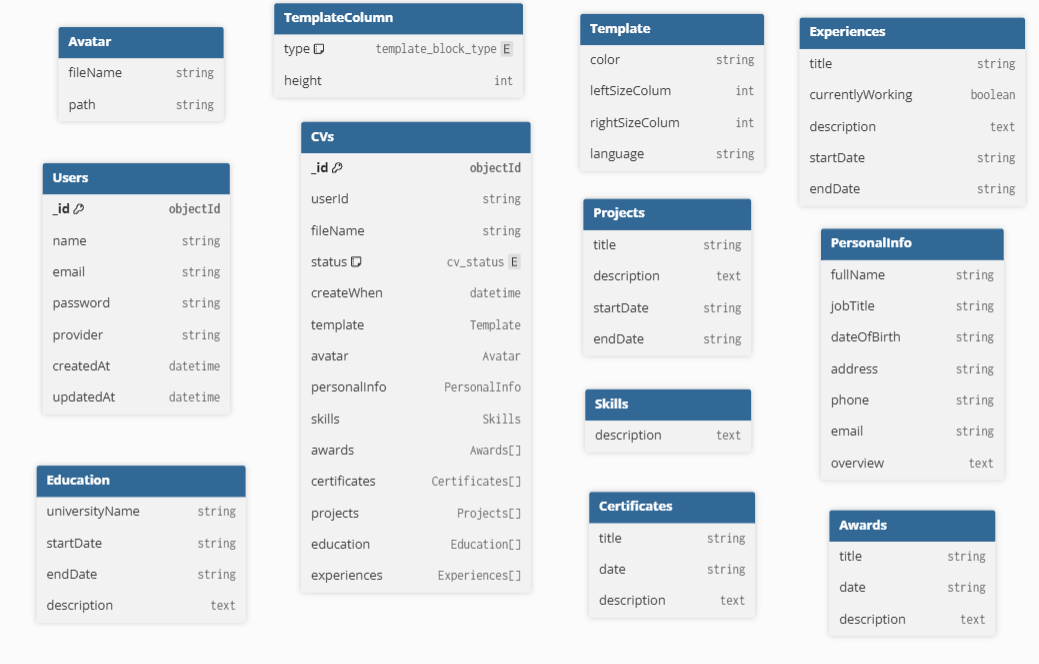 Avatar
fileName string
path string
TemplateColumn
type template_block_type E
height int
Template
color string
leftSizeColum int
rightSizeColum int
language string
Experiences
title string
currentlyWorking boolean
description text
startDate string
endDate string
Users
_id objectId
name string
email string
password string
provider string
createdAt datetime
updatedAt datetime
CVs
_id objectId
userId string
fileName string
status cv_status E
createWhen datetime
template Template
avatar Avatar
personalInfo PersonalInfo
skills Skills
awards Awards[]
certificates Certificates[]
projects Projects[]
education Education[]
experiences Experiences[]
Projects
title string
description text
startDate string
endDate string
PersonalInfo
fullName string
jobTitle string
dateOfBirth string
address string
phone string
email string
overview text
Skills
description text
Education
universityName string
startDate string
endDate string
description text
Certificates
title string
date string
description text
Awards
title string
date string
description text